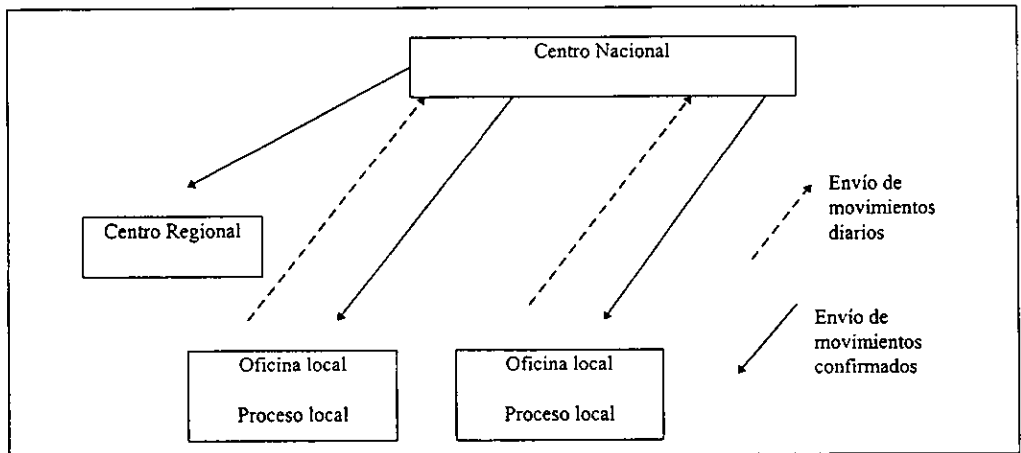 Centro Nacional
Centro Regional
Envío de
movimientos
diarios
Envío de
movimientos
confirmados
Oficina local
Proceso local
Oficina local
Proceso local